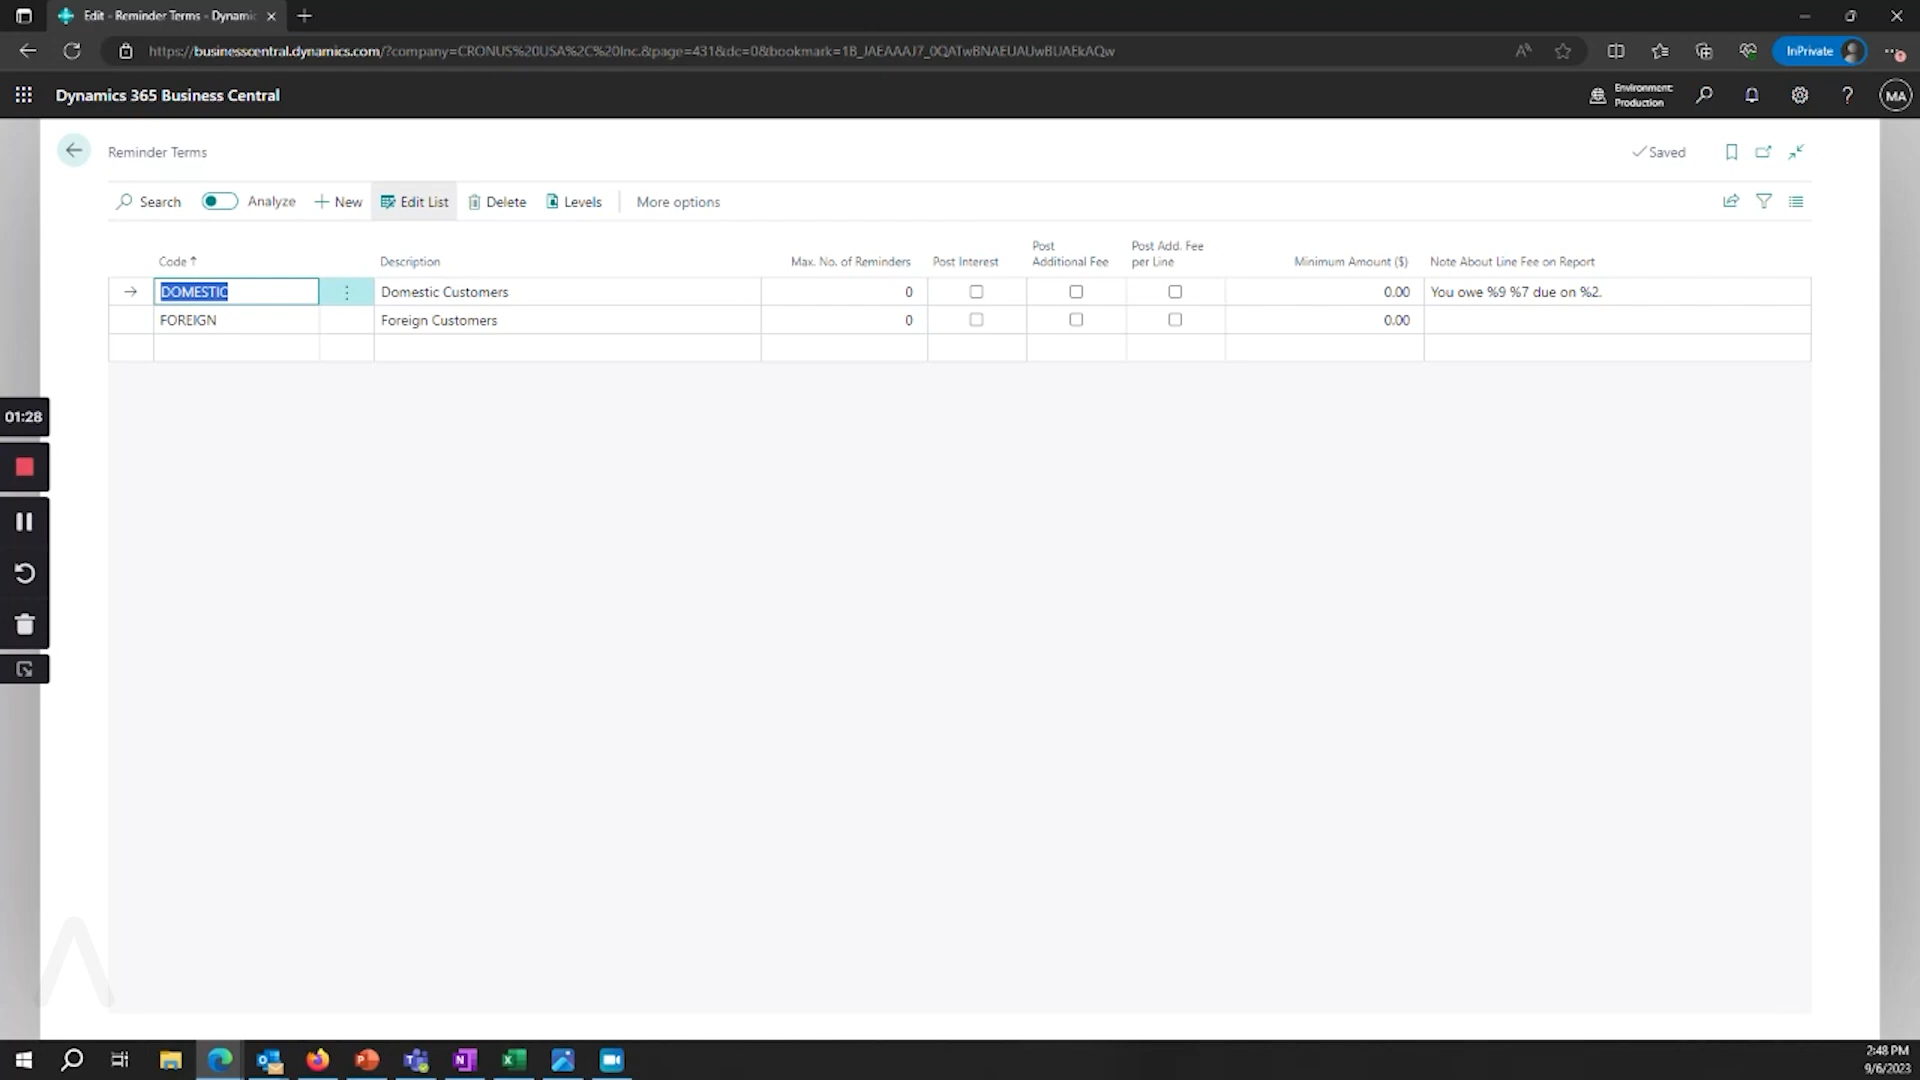 Edit - Reminder Terms - Dynamic
https://businesscentral.dynamics.com/?company=CRONUS%20USA%2C%20Inc.&page=431&dc=0&bookmark=1B_JAEAAAJ7_0QATwBNAEUAUwBUAEkAQw
InPrivate
Dynamics 365 Business Central
Environment:
Production
MA
Reminder Terms
Saved
Search
Analyze
New
Edit List
Delete
Levels
More options
Code ↑
Description
Max. No. of Reminders
Post Interest
Post
Additional Fee
Post Add. Fee
per Line
Minimum Amount ($)
Note About Line Fee on Report
DOMESTIC
Domestic Customers
0
0.00
You owe %9 %7 due on %2.
FOREIGN
Foreign Customers
0
0.00
01:28
2:48 PM
9/6/2023